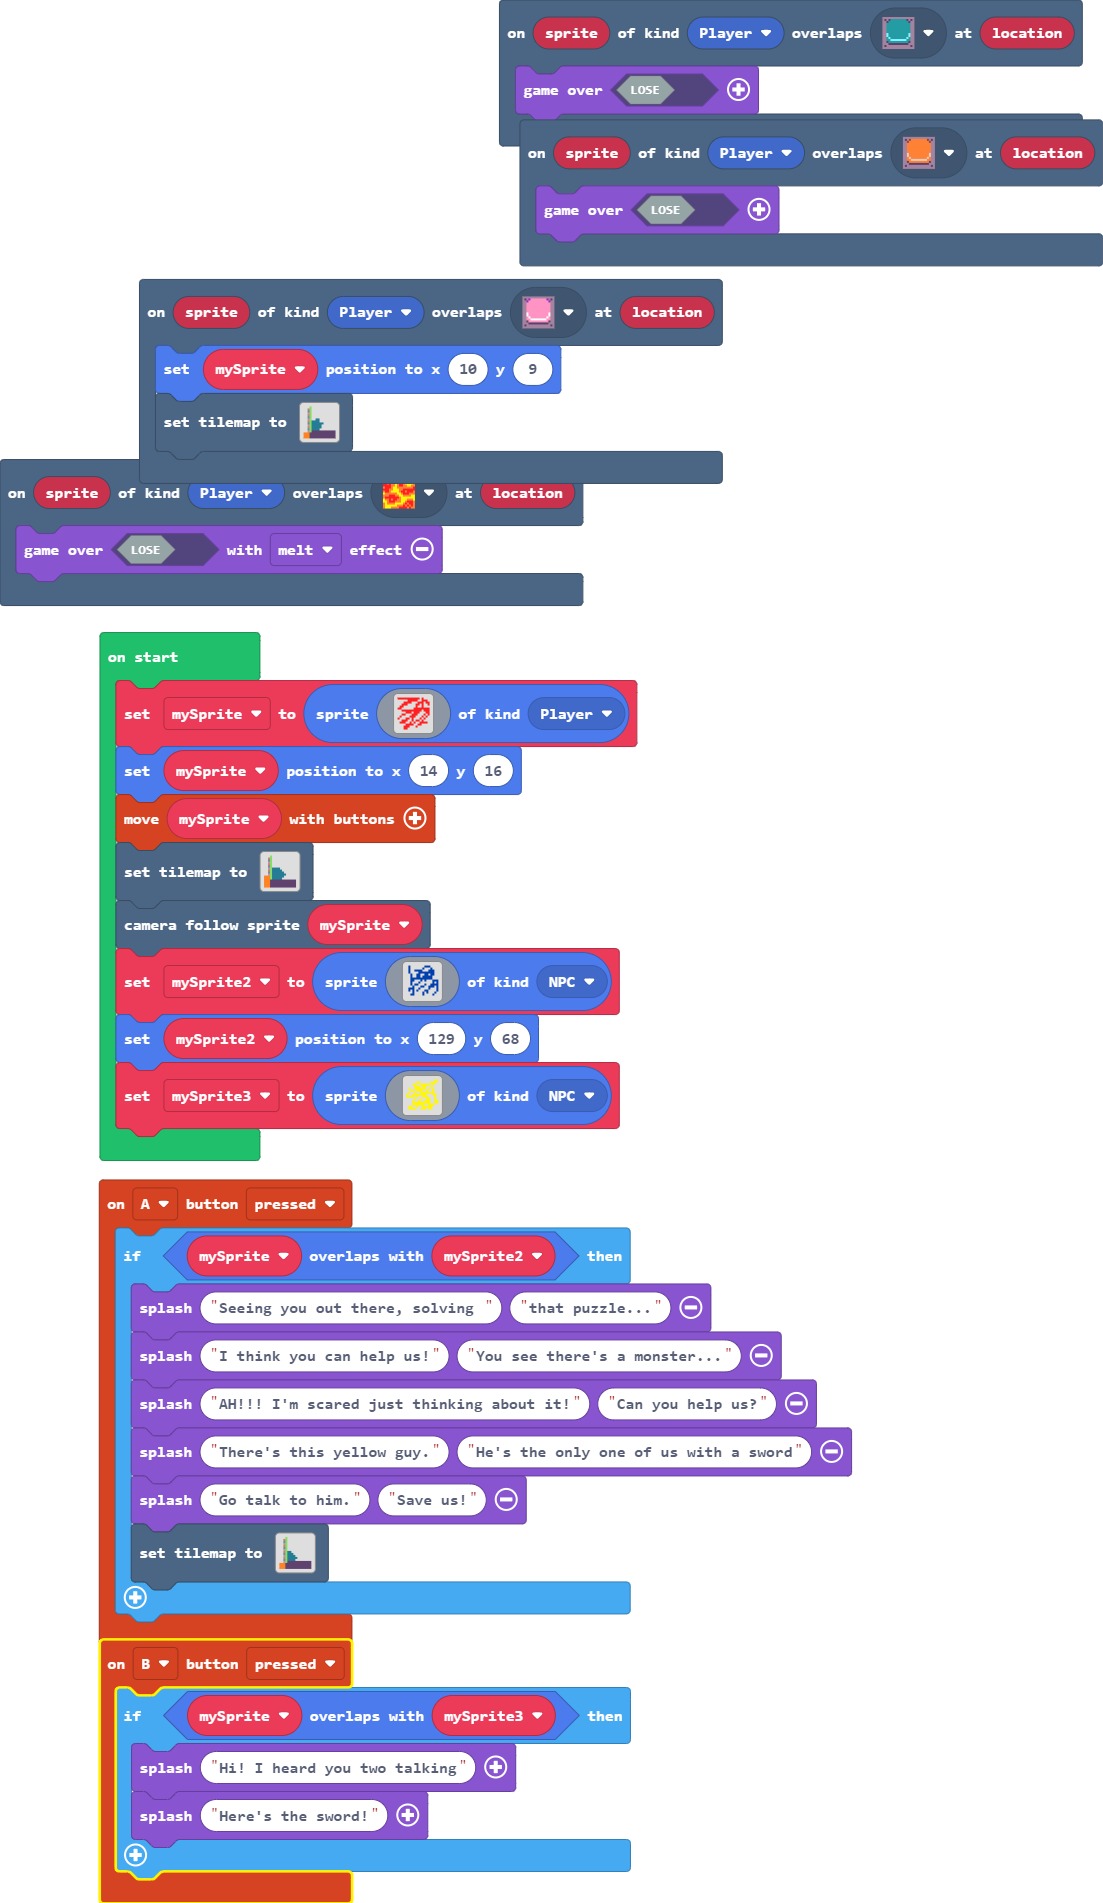 on sprite of kind Player overlaps at location
game over LOSE
on sprite of kind Player overlaps at location
game over LOSE
on sprite of kind Player overlaps at location
set mySprite position to x 10 y 9
set tilemap to
on sprite of kind Player overlaps at location
game over LOSE with melt effect
on start
set mySprite to sprite of kind Player
set mySprite position to x 14 y 16
move mySprite with buttons
set tilemap to
camera follow sprite mySprite
set mySprite2 to sprite of kind NPC
set mySprite2 position to x 129 y 68
set mySprite3 to sprite of kind NPC
on A button pressed
if mySprite overlaps with mySprite2 then
splash "Seeing you out there, solving " "that puzzle..."
splash "I think you can help us!" "You see there's a monster..."
splash "AH!!! I'm scared just thinking about it!" "Can you help us?"
splash "There's this yellow guy." "He's the only one of us with a sword"
splash "Go talk to him." "Save us!"
set tilemap to
on B button pressed
if mySprite overlaps with mySprite3 then
splash "Hi! I heard you two talking"
splash "Here's the sword!"